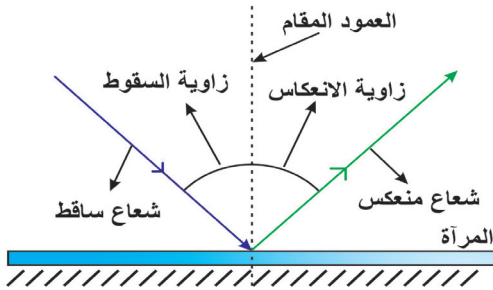 العمود المقام
زاوية الانعكاس
زاوية السقوط
شعاع منعكس
شعاع ساقط
المرآة